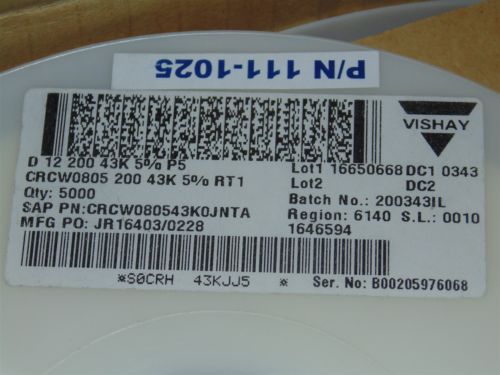 P/N 111-1025
VISHAY
D 12 200 43K 5% P5
CRCW0805 200 43K 5% RT1
Qty: 5000
SAP PN:CRCW080543K0JNTA
MFG PO: JR16403/0228
Lot1 16650668 DC1 0343
Lot2 DC2
Batch No.: 200343IL
Region: 6140 S.L.: 0010
1646594
*S0CRH 43KJJ5 *
Ser. No: B00205976068